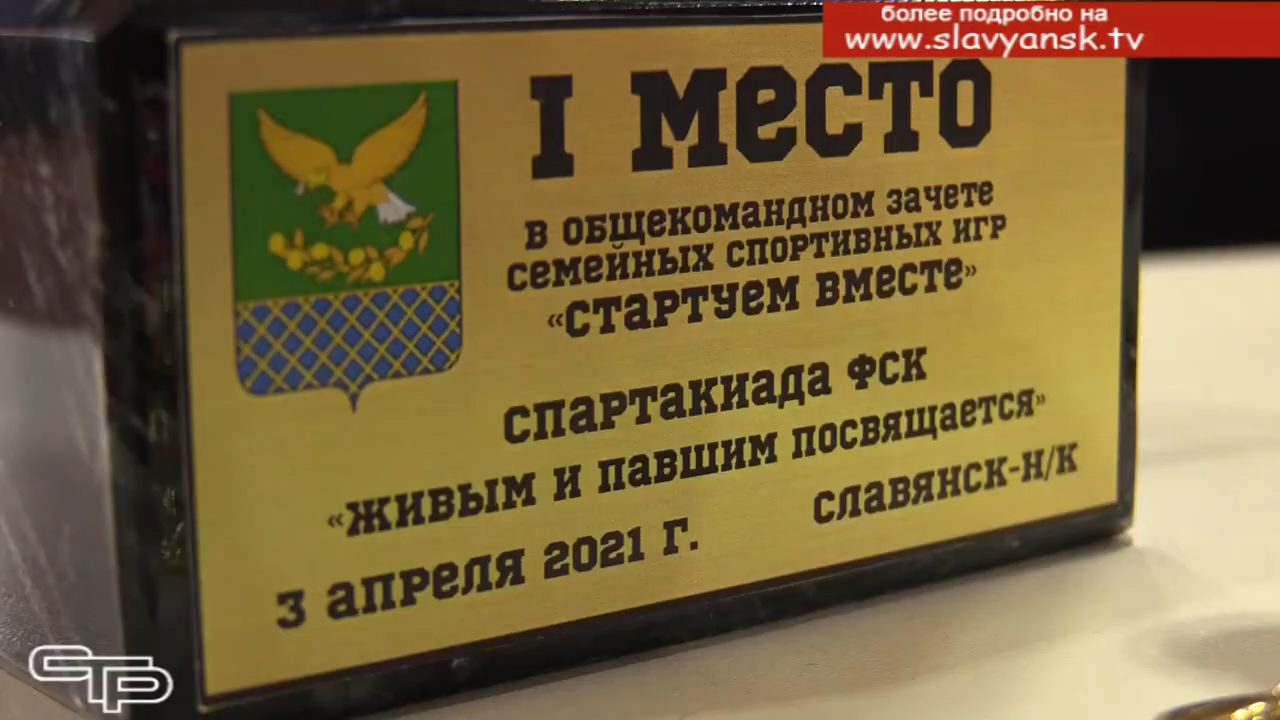 более подробно на
www.slavyansk.tv
I место
в общекомандном зачете
семейных спортивных игр
«Стартуем вместе»
Спартакиада ФСК
«Живым и павшим посвящается»
3 апреля 2021 г.
Славянск-н/К
СТР